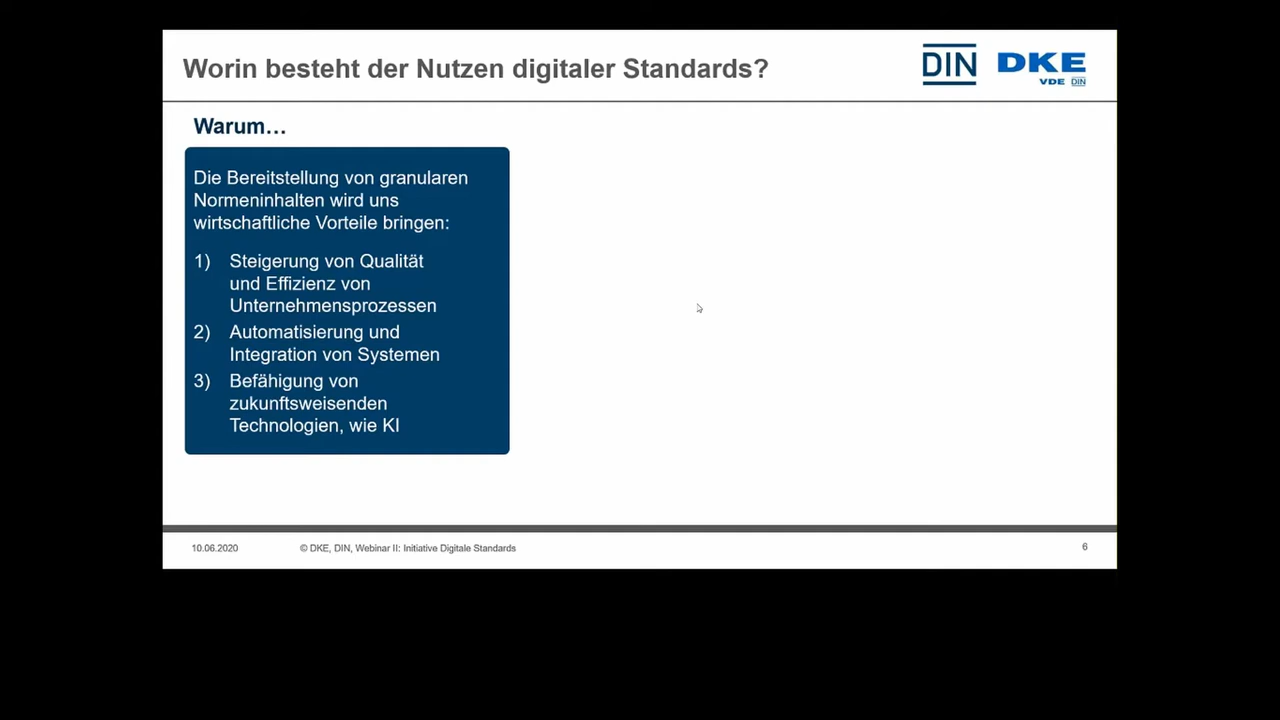 Worin besteht der Nutzen digitaler Standards?
DIN
DKE
VDE DIN
Warum…
Die Bereitstellung von granularen
Normeninhalten wird uns
wirtschaftliche Vorteile bringen:
1) Steigerung von Qualität
und Effizienz von
Unternehmensprozessen
2) Automatisierung und
Integration von Systemen
3) Befähigung von
zukunftsweisenden
Technologien, wie KI
10.06.2020
© DKE, DIN, Webinar II: Initiative Digitale Standards
6